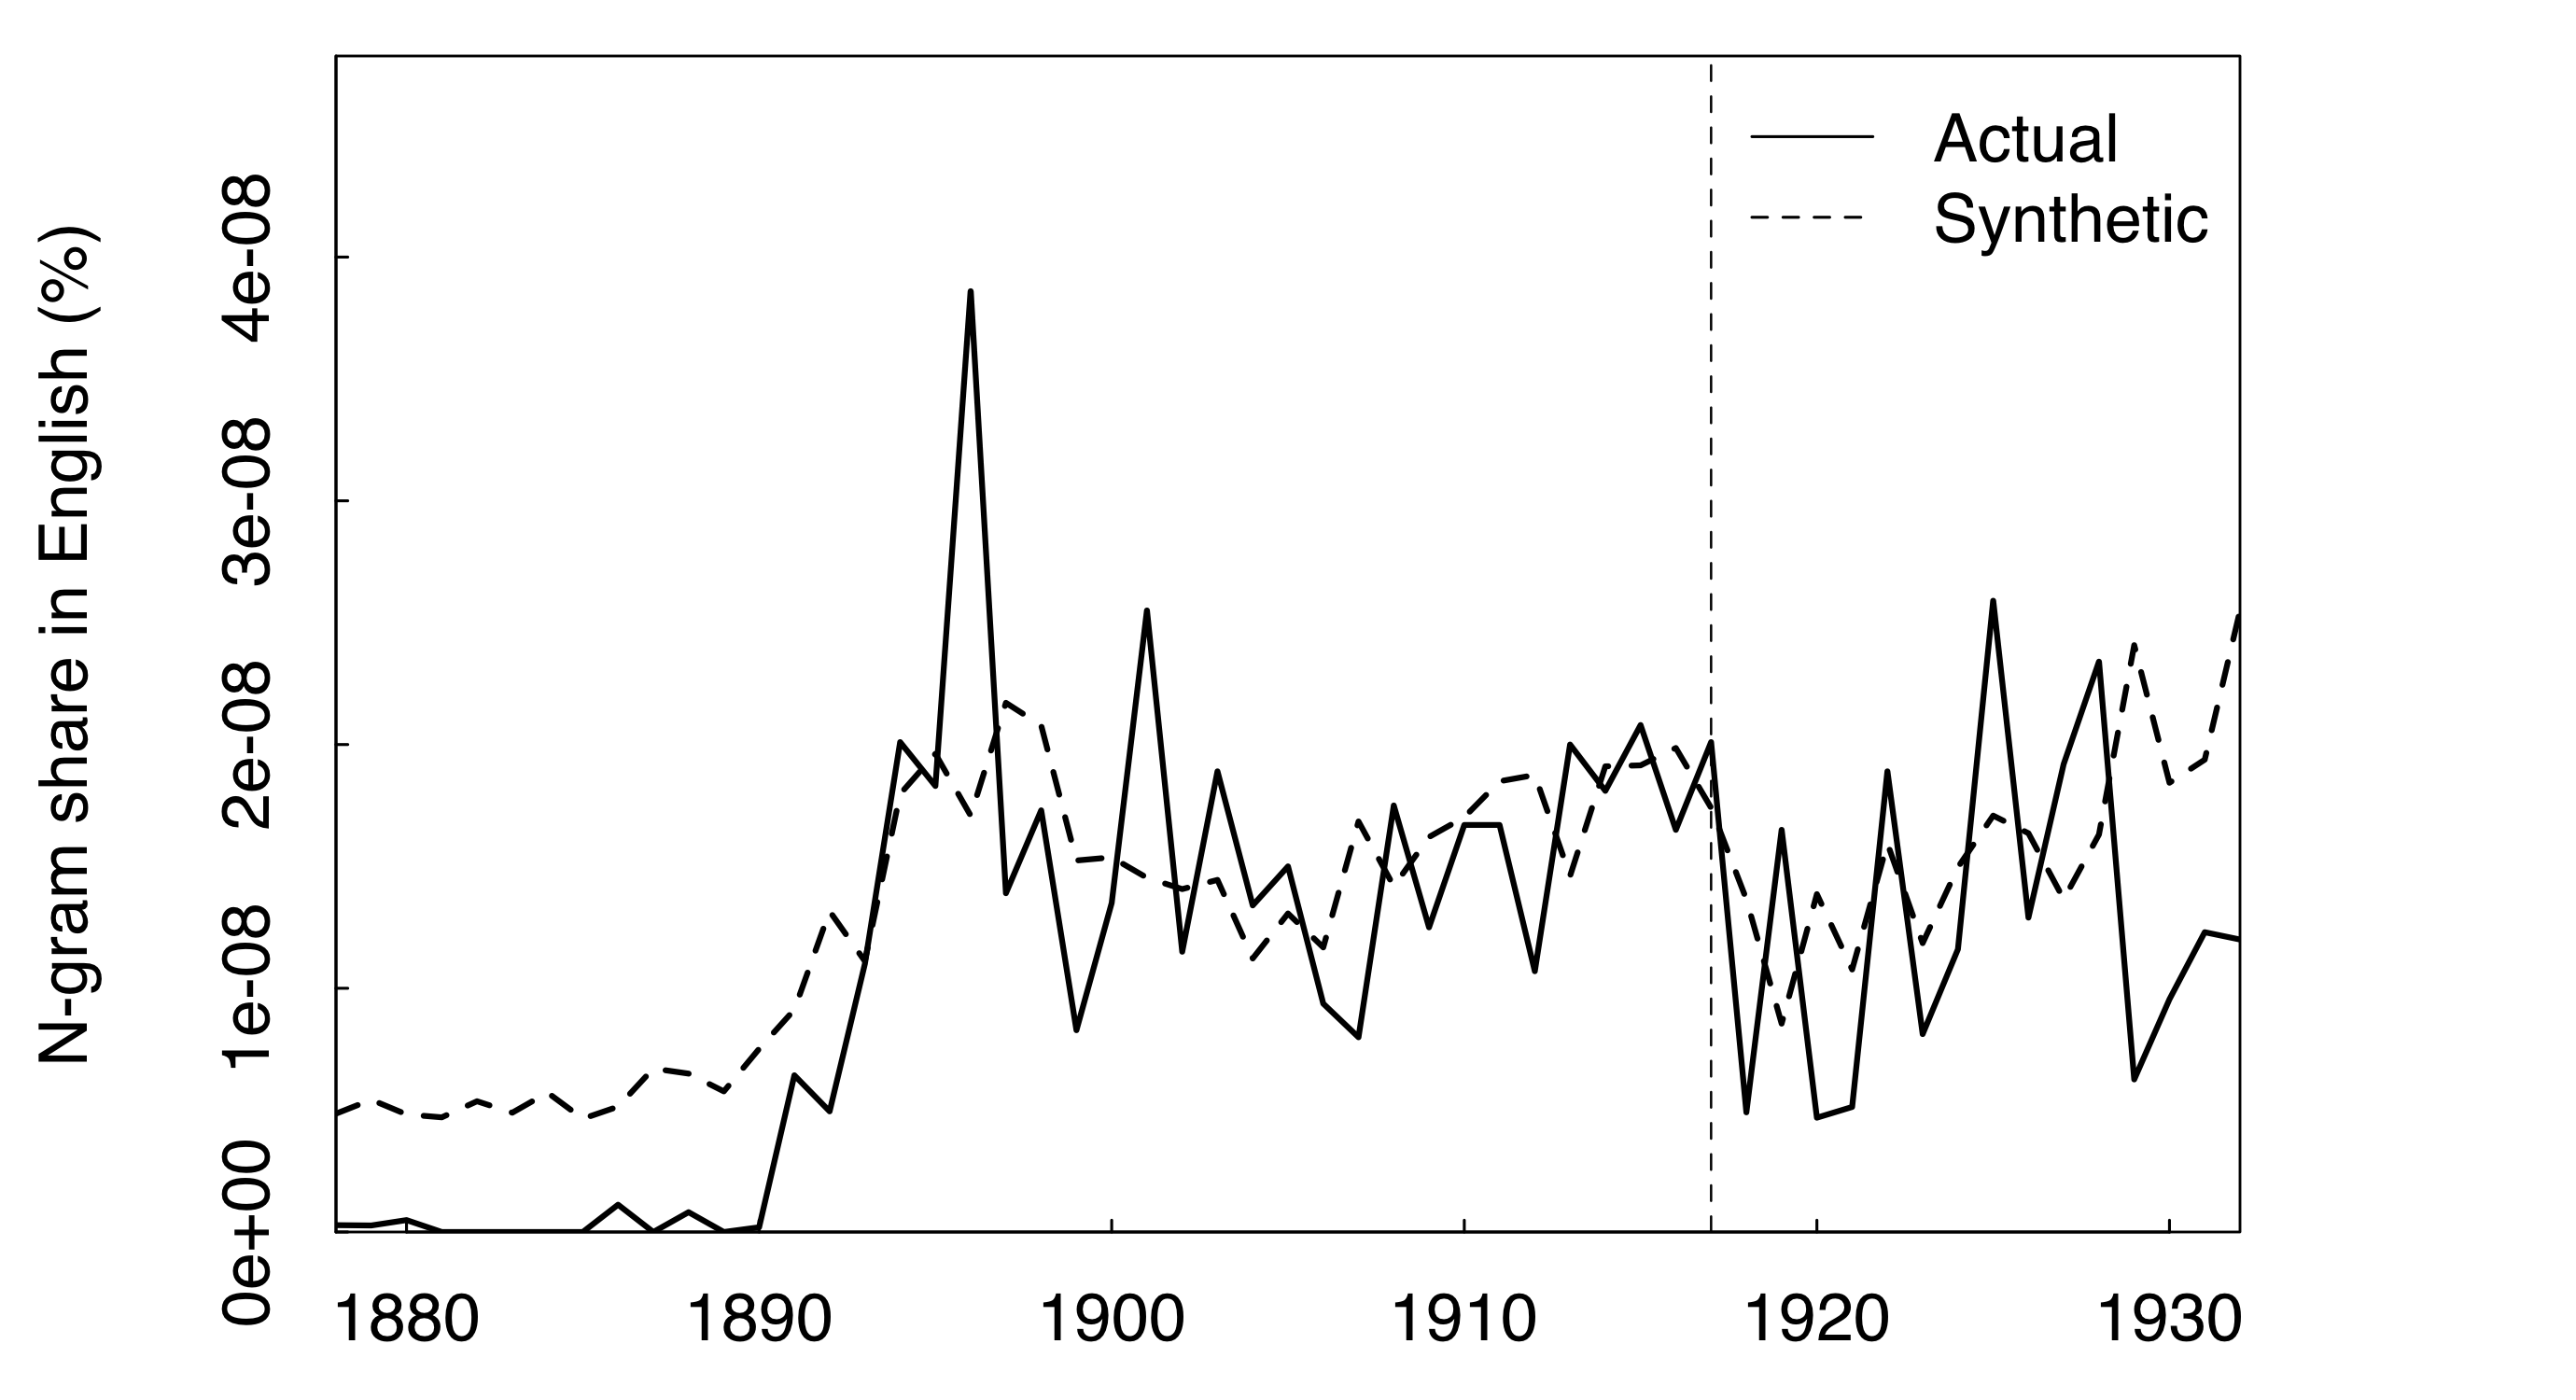 N-gram share in English (%)
4e-08
3e-08
2e-08
1e-08
0e+00
Actual
Synthetic
1880 1890 1900 1910 1920 1930